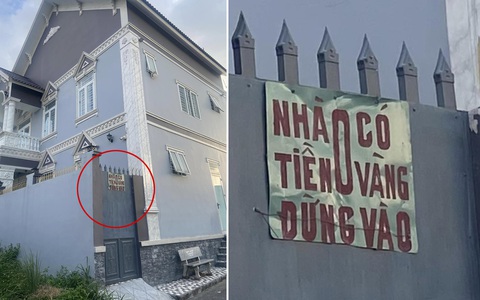 NHÀ O CÓ
TIỀN VÀNG
ĐỪNG VÀO